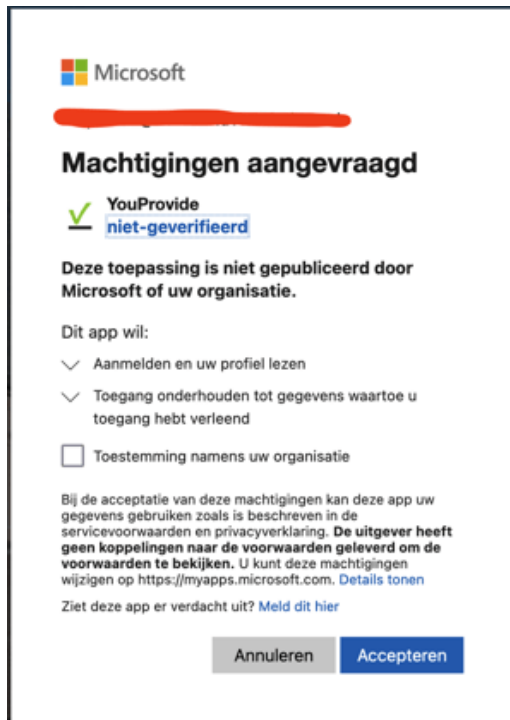 Microsoft
Machtigingen aangevraagd
YouProvide
niet-geverifieerd
Deze toepassing is niet gepubliceerd door
Microsoft of uw organisatie.
Dit app wil:
Aanmelden en uw profiel lezen
Toegang onderhouden tot gegevens waartoe u
toegang hebt verleend
Toestemming namens uw organisatie
Bij de acceptatie van deze machtigingen kan deze app uw
gegevens gebruiken zoals is beschreven in de
servicevoorwaarden en privacyverklaring. De uitgever heeft
geen koppelingen naar de voorwaarden geleverd om de
voorwaarden te bekijken. U kunt deze machtigingen
wijzigen op https://myapps.microsoft.com. Details tonen
Ziet deze app er verdacht uit? Meld dit hier
Annuleren Accepteren